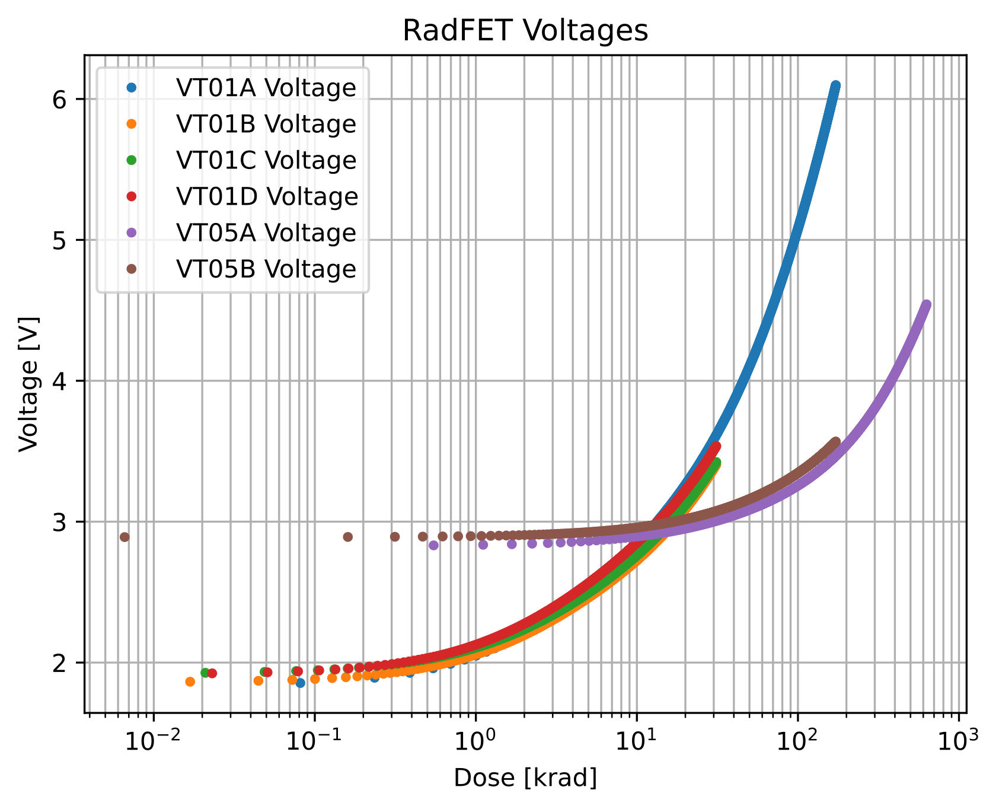 RadFET Voltages
VT01A Voltage
VT01B Voltage
VT01C Voltage
VT01D Voltage
VT05A Voltage
VT05B Voltage
Voltage [V]
6
5
4
3
2
10⁻² 10⁻¹ 10⁰ 10¹ 10² 10³
Dose [krad]